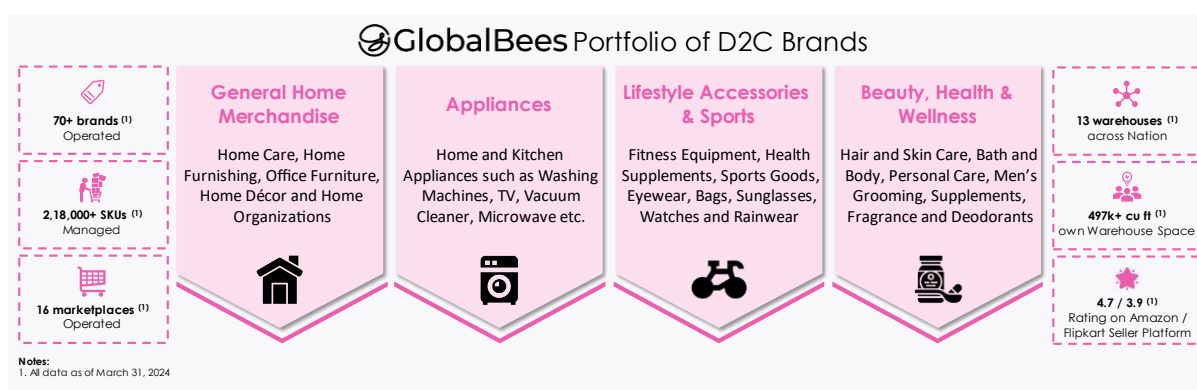 GlobalBees Portfolio of D2C Brands
70+ brands (1)
Operated
2,18,000+ SKUs (1)
Managed
16 marketplaces (1)
Operated
General Home
Merchandise
Home Care, Home
Furnishing, Office Furniture,
Home Décor and Home
Organizations
Appliances
Home and Kitchen
Appliances such as Washing
Machines, TV, Vacuum
Cleaner, Microwave etc.
Lifestyle Accessories
& Sports
Fitness Equipment, Health
Supplements, Sports Goods,
Eyewear, Bags, Sunglasses,
Watches and Rainwear
Beauty, Health &
Wellness
Hair and Skin Care, Bath and
Body, Personal Care, Men's
Grooming, Supplements,
Fragrance and Deodorants
13 warehouses (1)
across Nation
497k+ cu ft (1)
own Warehouse Space
4.7 / 3.9 (1)
Rating on Amazon /
Flipkart Seller Platform
Notes:
1. All data as of March 31, 2024